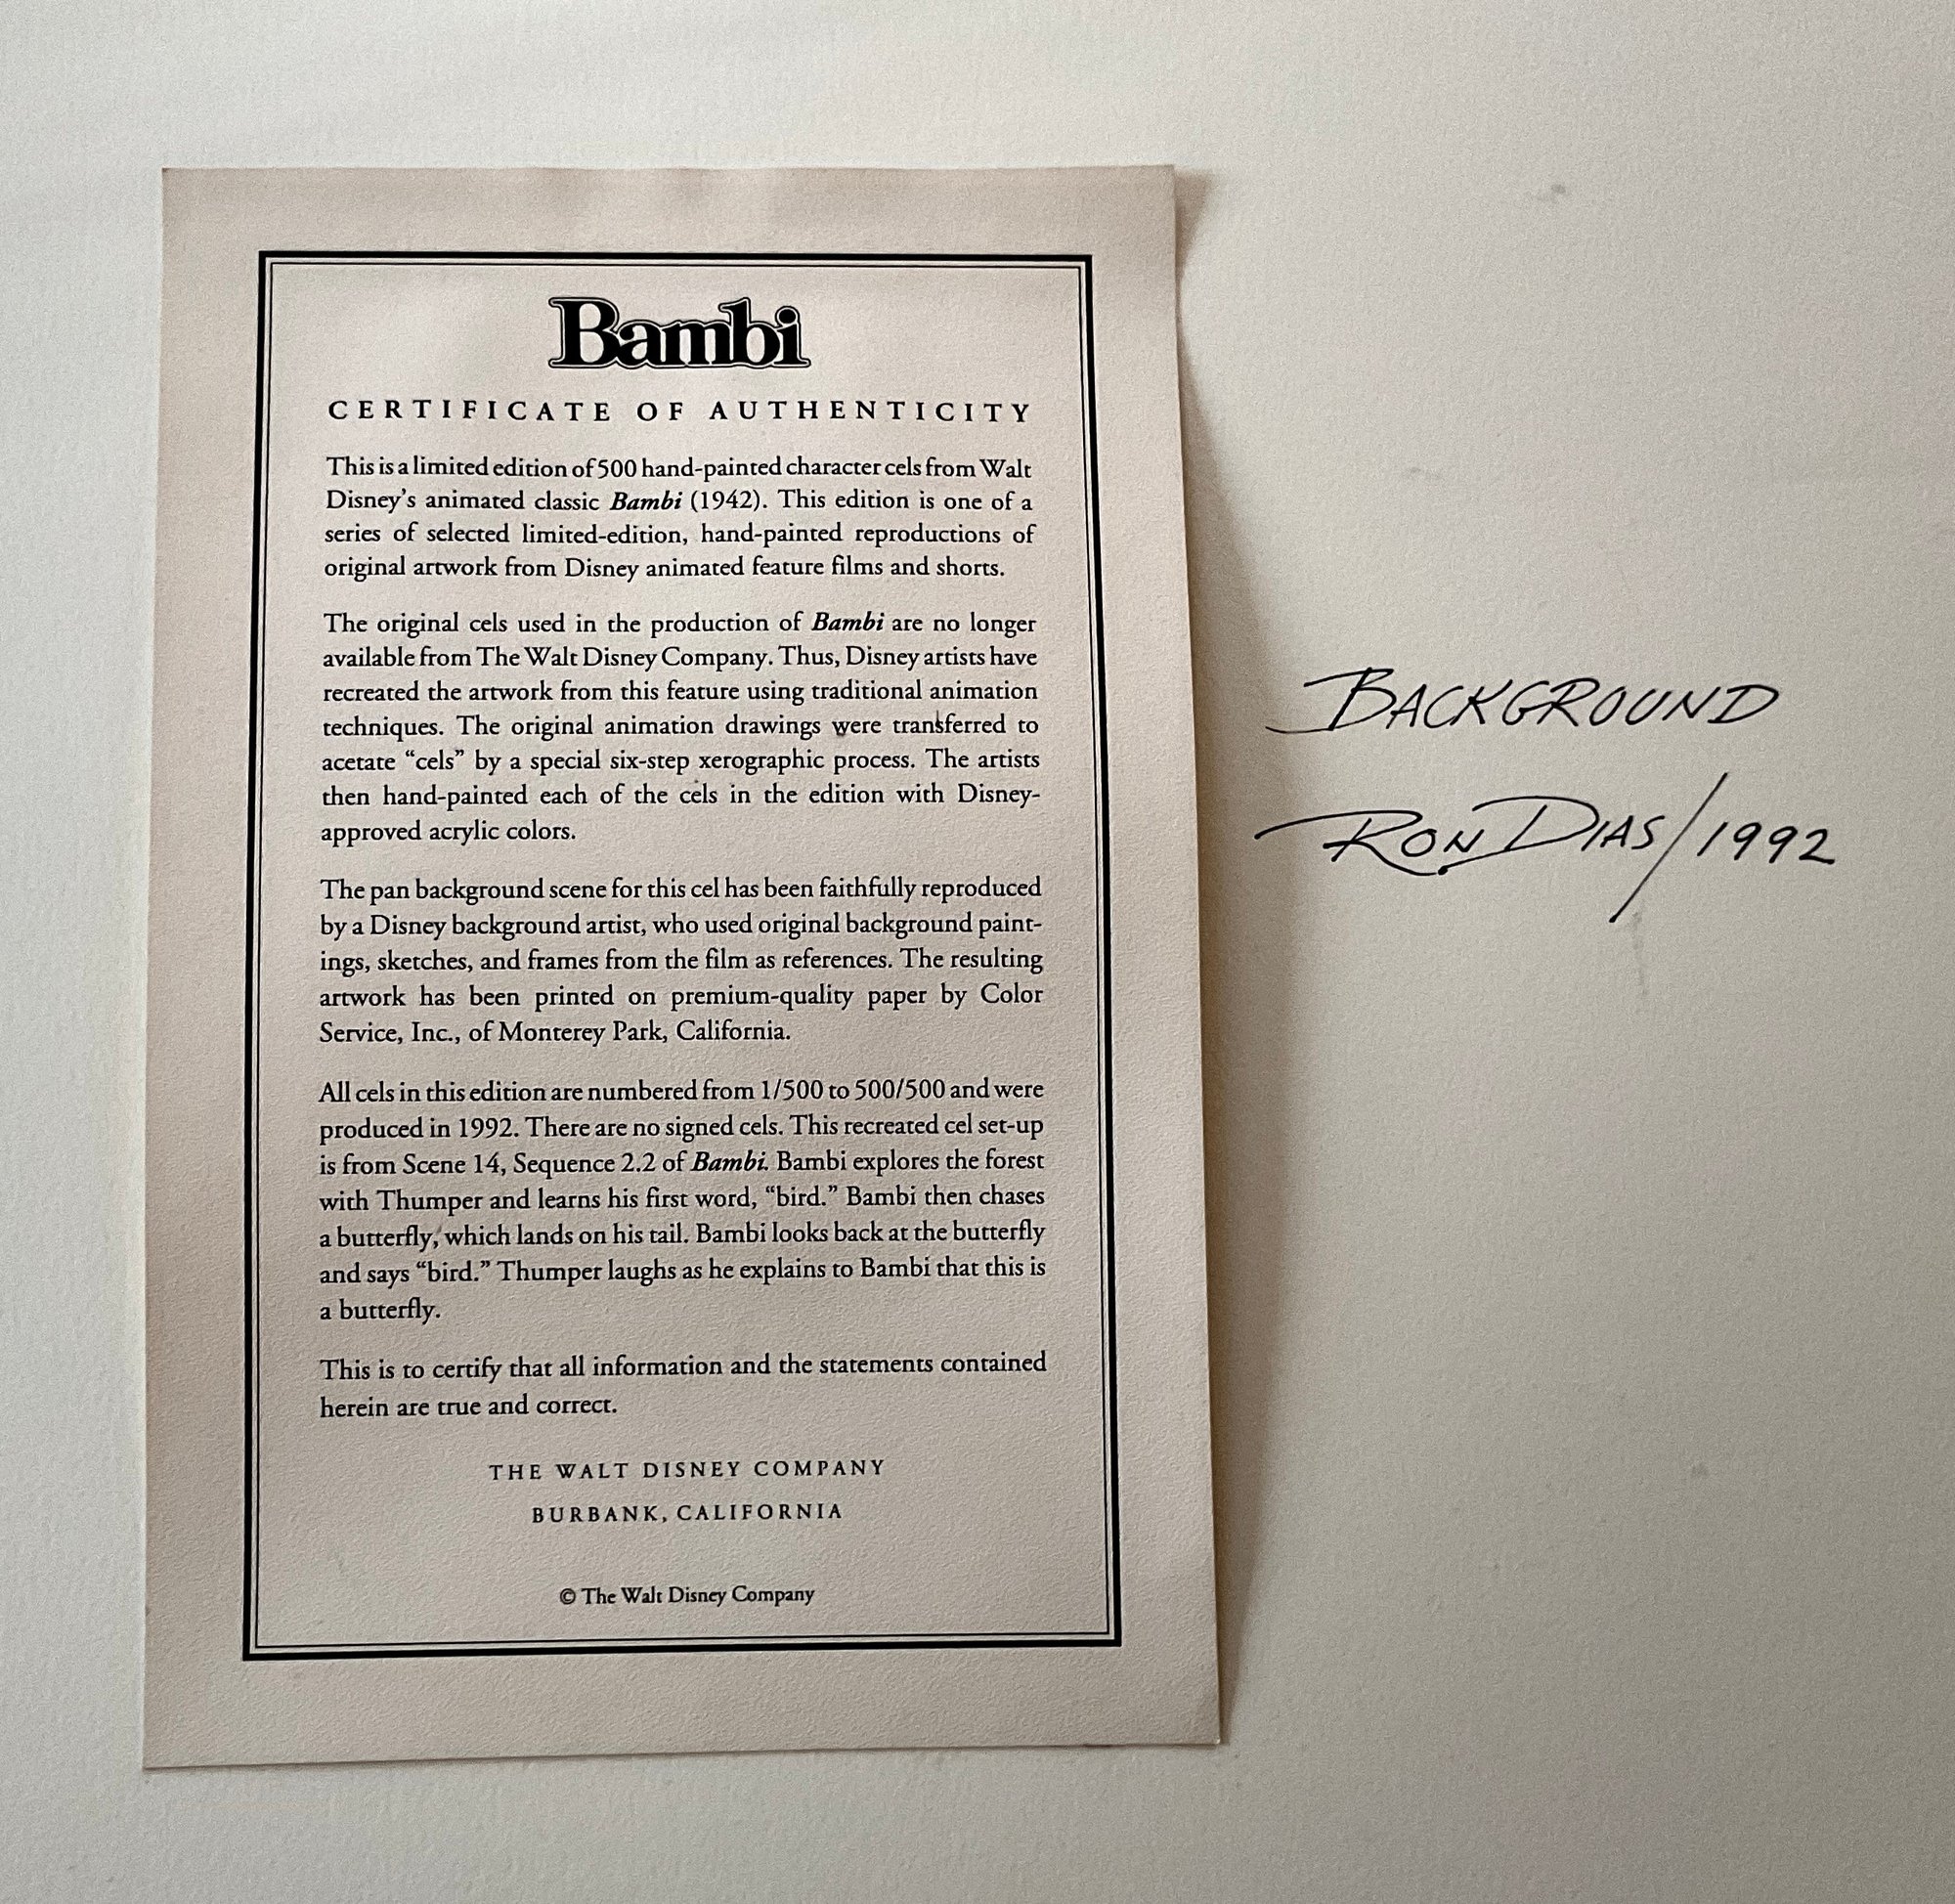 Bambi
CERTIFICATE OF AUTHENTICITY
This is a limited edition of 500 hand-painted character cels from Walt
Disney's animated classic Bambi (1942). This edition is one of a
series of selected limited-edition, hand-painted reproductions of
original artwork from Disney animated feature films and shorts.
The original cels used in the production of Bambi are no longer
available from The Walt Disney Company. Thus, Disney artists have
recreated the artwork from this feature using traditional animation
techniques. The original animation drawings were transferred to
acetate “cels” by a special six-step xerographic process. The artists
then hand-painted each of the cels in the edition with Disney-
approved acrylic colors.
The pan background scene for this cel has been faithfully reproduced
by a Disney background artist, who used original background paint-
ings, sketches, and frames from the film as references. The resulting
artwork has been printed on premium-quality paper by Color
Service, Inc., of Monterey Park, California.
All cels in this edition are numbered from 1/500 to 500/500 and were
produced in 1992. There are no signed cels. This recreated cel set-up
is from Scene 14, Sequence 2.2 of Bambi. Bambi explores the forest
with Thumper and learns his first word, “bird.” Bambi then chases
a butterfly, which lands on his tail. Bambi looks back at the butterfly
and says “bird.” Thumper laughs as he explains to Bambi that this is
a butterfly.
This is to certify that all information and the statements contained
herein are true and correct.
THE WALT DISNEY COMPANY
BURBANK, CALIFORNIA
© The Walt Disney Company
BACKGROUND
RON DIAS/1992